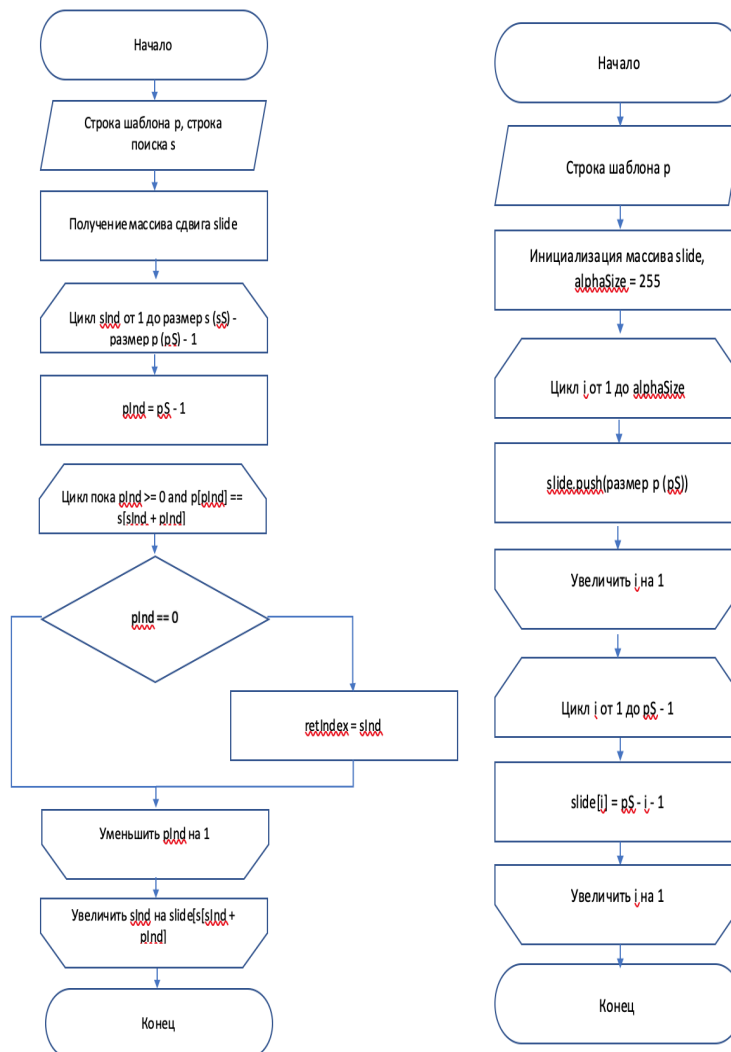 Начало
Строка шаблона p, строка
поиска s
Получение массива сдвига slide
Цикл sInd от 1 до размер s (sS) -
размер p (pS) - 1
pInd = pS - 1
Цикл пока pInd >= 0 and p[pInd] ==
s[sInd + pInd]
pInd == 0
retIndex = sInd
Уменьшить pInd на 1
Увеличить sInd на slide[s[sInd +
pInd]
Конец
Начало
Строка шаблона p
Инициализация массива slide,
alphaSize = 255
Цикл i от 1 до alphaSize
slide.push(размер p (pS))
Увеличить i на 1
Цикл i от 1 до pS - 1
slide[i] = pS - i - 1
Увеличить i на 1
Конец